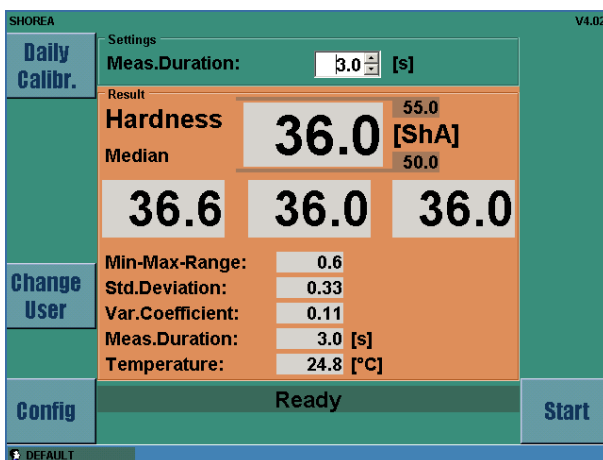 SHOREA V4.02
Daily
Calibr.
Settings
Meas.Duration: 3.0 [s]
Result
Hardness
Median
36.0
55.0
[ShA]
50.0
36.6 36.0 36.0
Min-Max-Range: 0.6
Std.Deviation: 0.33
Var.Coefficient: 0.11
Meas.Duration: 3.0 [s]
Temperature: 24.8 [°C]
Change
User
Ready
Config
Start
DEFAULT